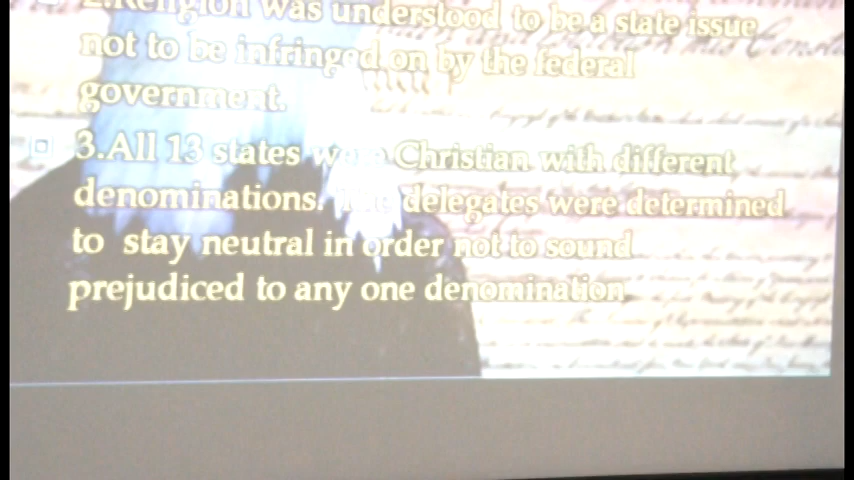 2.Religion was understood to be a state issue
not to be infringed on by the federal
government.
3.All 13 states were Christian with different
denominations. The delegates were determined
to stay neutral in order not to sound
prejudiced to any one denomination